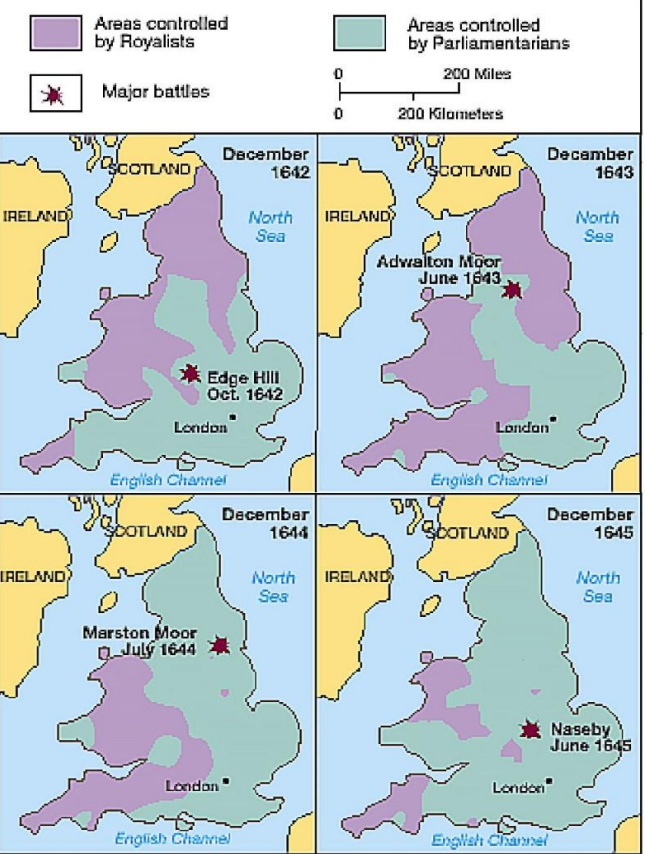 Areas controlled
by Royalists
Areas controlled
by Parliamentarians
Major battles
0
200 Miles
0
200 Kilometers
December
1642
SCOTLAND
IRELAND
North
Sea
Edge Hill
Oct. 1642
London
English Channel
December
1643
SCOTLAND
IRELAND
North
Sea
Adwalton Moor
June 1643
London
English Channel
December
1644
SCOTLAND
IRELAND
North
Sea
Marston Moor
July 1644
London
English Channel
December
1645
SCOTLAND
IRELAND
North
Sea
Naseby
June 1645
London
English Channel